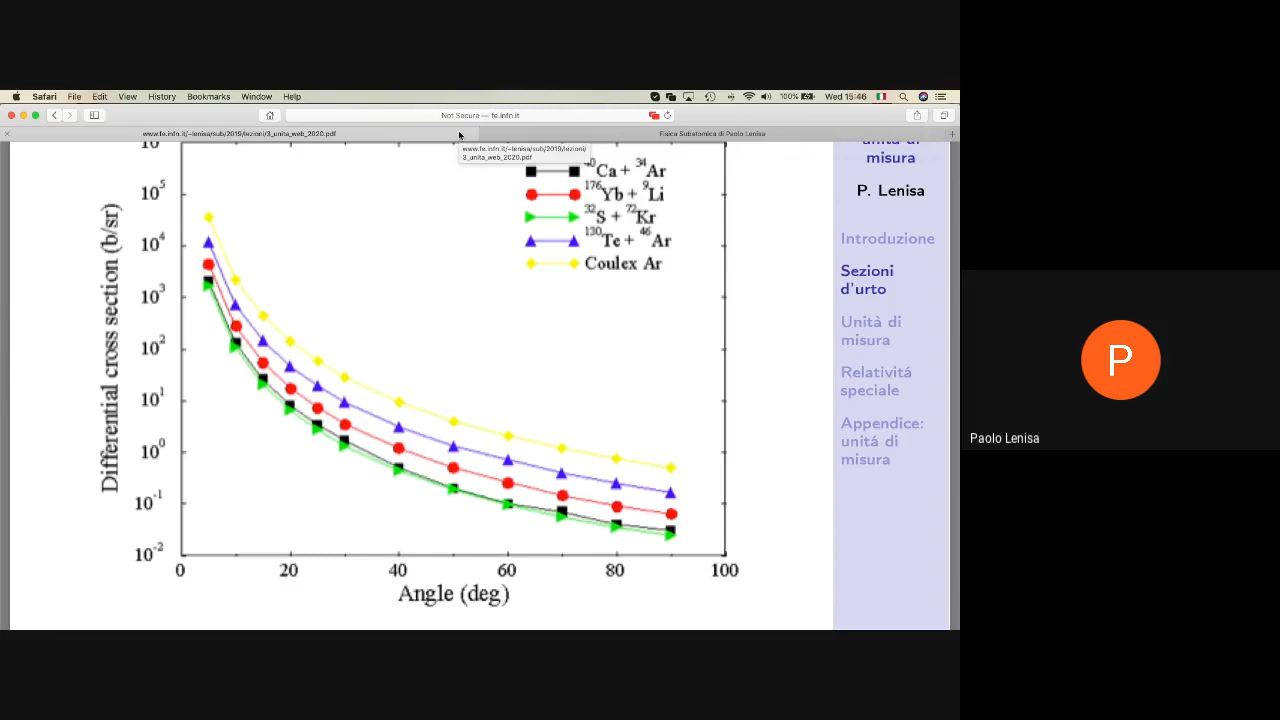 Safari File Edit View History Bookmarks Window Help
100% Wed 15:46
Not Secure — fe.infn.it
www.fe.infn.it/~lenisa/sub/2019/lezioni/3_unita_web_2020.pdf
Fisica Subatomica di Paolo Lenisa
www.fe.infn.it/~lenisa/sub/2019/lezioni/
3_unita_web_2020.pdf
40Ca + 34Ar
176Yb + 9Li
32S + 72Kr
130Te + 46Ar
Coulex Ar
Differential cross section (b/sr)
10^5
10^4
10^3
10^2
10^1
10^0
10^-1
10^-2
0 20 40 60 80 100
Angle (deg)
unità di
misura
P. Lenisa
Introduzione
Sezioni
d'urto
Unità di
misura
Relativitá
speciale
Appendice:
unitá di
misura
P
Paolo Lenisa